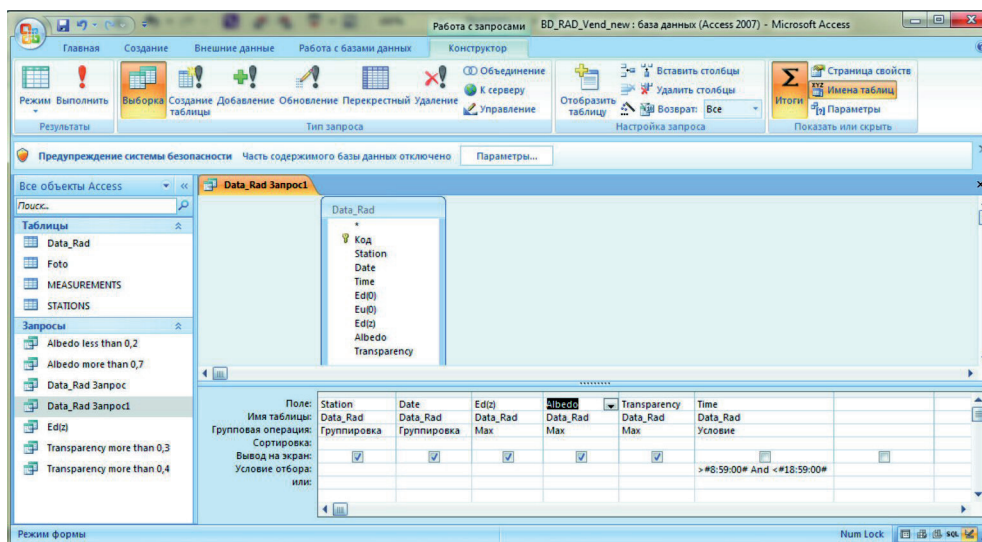 Работа с запросами BD_RAD_Vend_new : база данных (Access 2007) - Microsoft Access
Главная Создание Внешние данные Работа с базами данных Конструктор
Режим Выполнить
Результаты
Выборка Создание таблицы Добавление Обновление Перекрестный Удаление
Объединение
К серверу
Управление
Тип запроса
Отобразить таблицу
Вставить столбцы
Удалить столбцы
Возврат: Все
Настройка запроса
Итоги
Страница свойств
Имена таблиц
Параметры
Показать или скрыть
Предупреждение системы безопасности Часть содержимого базы данных отключено Параметры...
Все объекты Access
Поиск...
Таблицы
Data_Rad
Foto
MEASUREMENTS
STATIONS
Запросы
Albedo less than 0,2
Albedo more than 0,7
Data_Rad Запрос
Data_Rad Запрос1
Ed(z)
Transparency more than 0,3
Transparency more than 0,4
Data_Rad Запрос1
Data_Rad
*
Код
Station
Date
Time
Ed(0)
Eu(0)
Ed(z)
Albedo
Transparency
Поле: Station Date Ed(z) Albedo Transparency Time
Имя таблицы: Data_Rad Data_Rad Data_Rad Data_Rad Data_Rad Data_Rad
Групповая операция: Группировка Группировка Max Max Max Условие
Сортировка:
Вывод на экран:
Условие отбора: >#8:59:00# And <#18:59:00#
или:
Режим формы Num Lock SQL